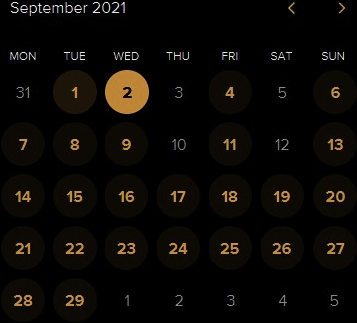 September 2021
MON TUE WED THU FRI SAT SUN
31 1 2 3 4 5 6
7 8 9 10 11 12 13
14 15 16 17 18 19 20
21 22 23 24 25 26 27
28 29 1 2 3 4 5